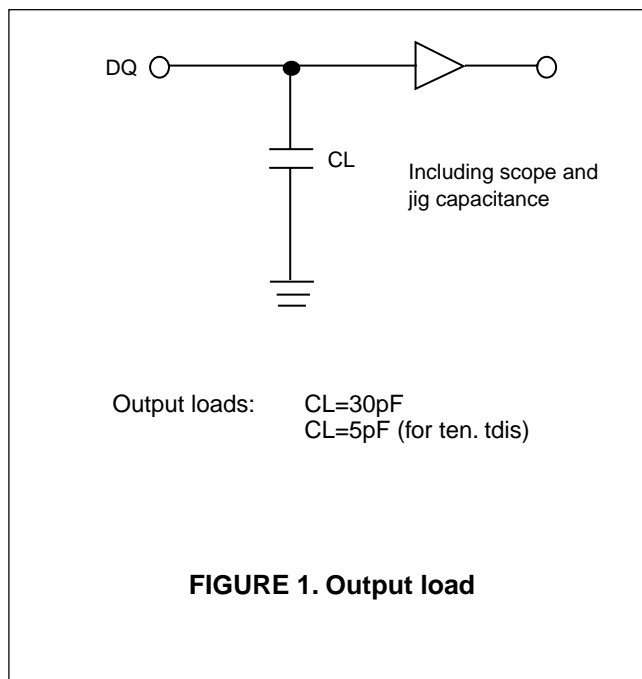 DQ
CL
Including scope and
jig capacitance
Output loads: CL=30pF
CL=5pF (for ten. tdis)
FIGURE 1. Output load